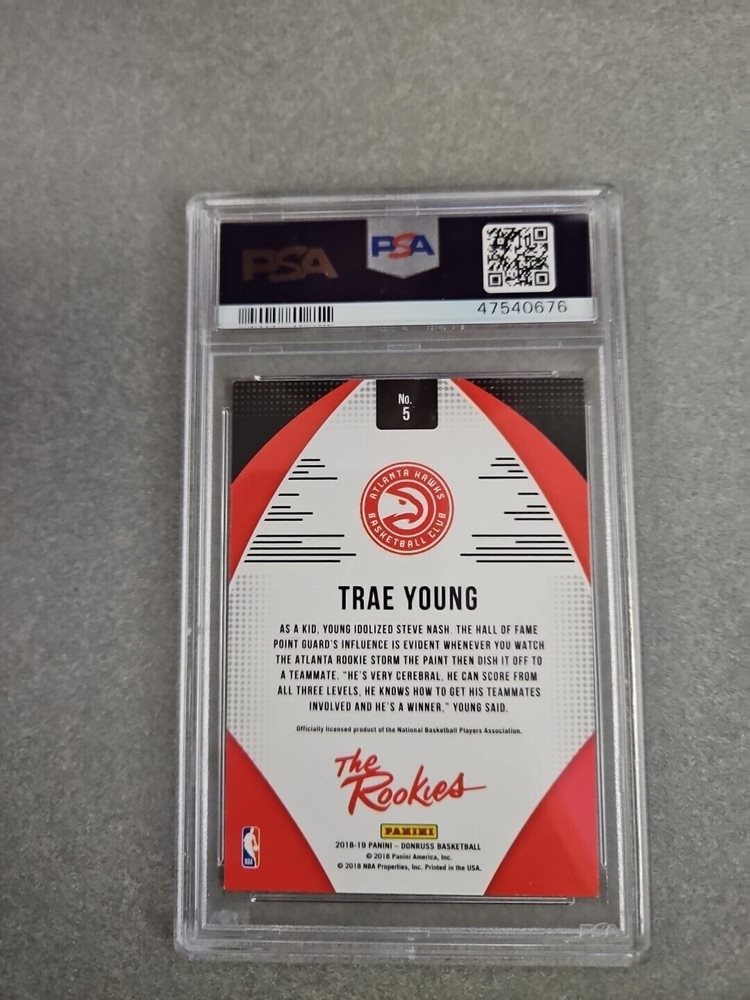 PSA
PSA
47540676
No.
5
ATLANTA HAWKS
BASKETBALL CLUB
TRAE YOUNG
AS A KID, YOUNG IDOLIZED STEVE NASH. THE HALL OF FAME
POINT GUARD'S INFLUENCE IS EVIDENT WHENEVER YOU WATCH
THE ATLANTA ROOKIE STORM THE PAINT THEN DISH IT OFF TO
A TEAMMATE. "HE'S VERY CEREBRAL, HE CAN SCORE FROM
ALL THREE LEVELS, HE KNOWS HOW TO GET HIS TEAMMATES
INVOLVED AND HE'S A WINNER," YOUNG SAID.
Officially licensed product of the National Basketball Players Association.
The
Rookies
PANINI
2018-19 PANINI - DONRUSS BASKETBALL
© 2018 Panini America, Inc.
© 2018 NBA Properties, Inc. Printed in the USA.
NBA
PSA